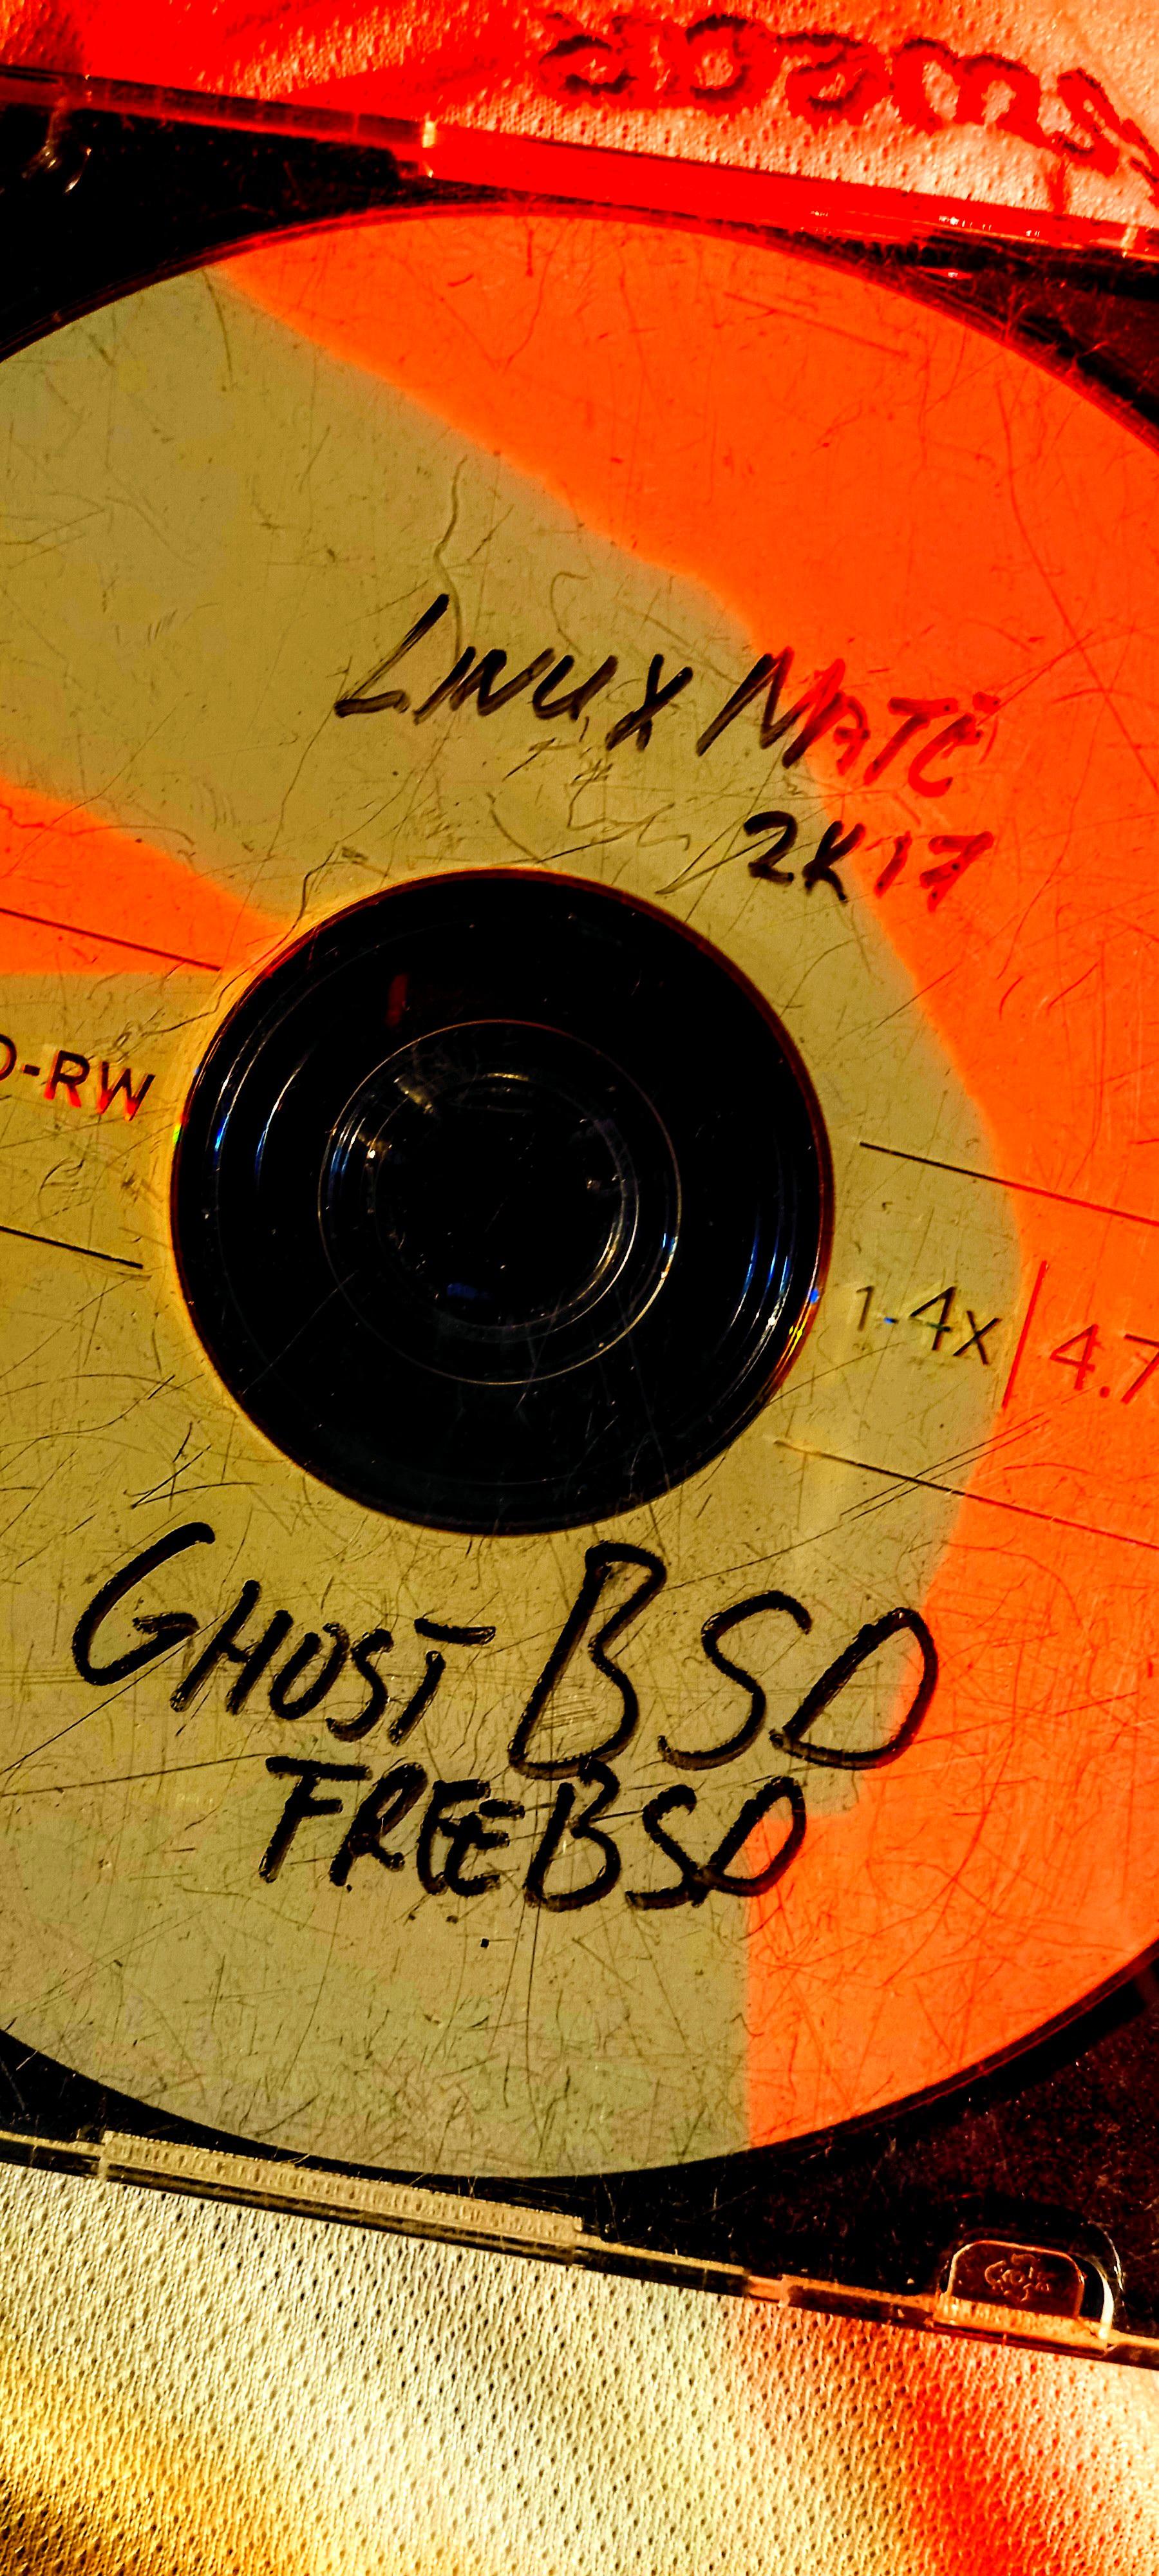 LINUX MATE
2K17
D-RW
1-4x | 4.7
GHOST BSD
FREEBSD